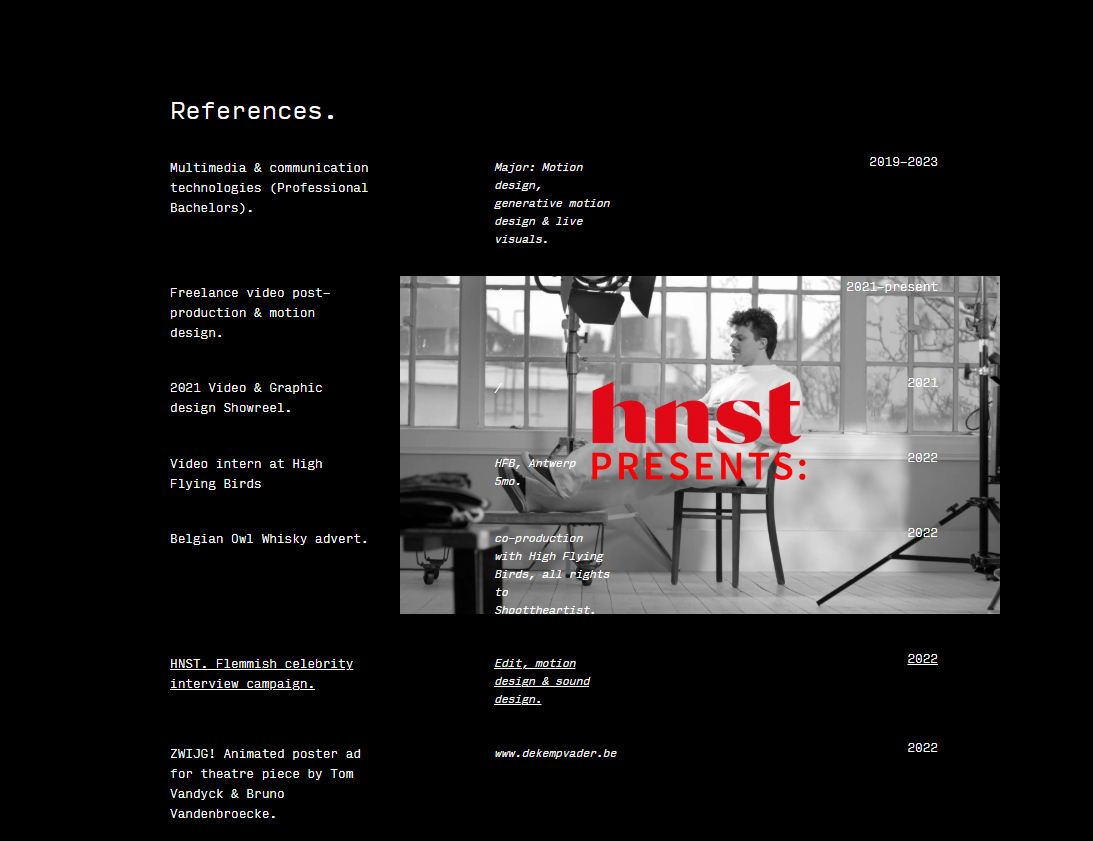 References.
Multimedia & communication
technologies (Professional
Bachelors).
Major: Motion
design,
generative motion
design & live
visuals.
2019–2023
Freelance video post–
production & motion
design.
/
2021–present
2021 Video & Graphic
design Showreel.
/
2021
hnst
PRESENTS:
Video intern at High
Flying Birds
HFB, Antwerp
5mo.
2022
Belgian Owl Whisky advert.
co–production
with High Flying
Birds, all rights
to
Shoottheartist.
2022
HNST. Flemmish celebrity
interview campaign.
Edit, motion
design & sound
design.
2022
ZWIJG! Animated poster ad
for theatre piece by Tom
Vandyck & Bruno
Vandenbroecke.
www.dekempvader.be
2022